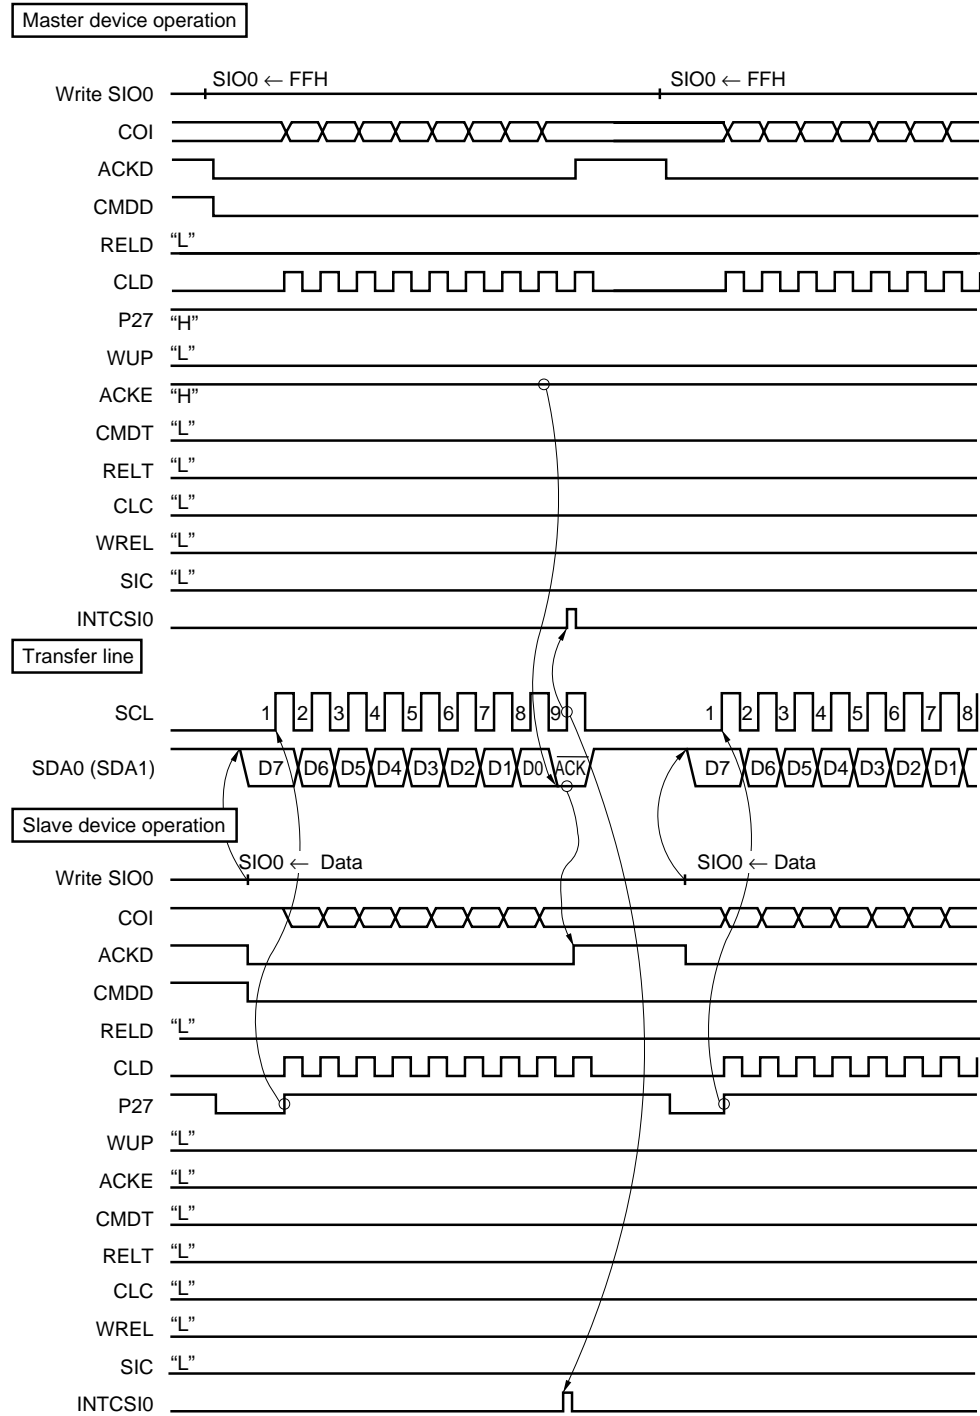 Master device operation
Write SIO0 SIO0 ← FFH SIO0 ← FFH
COI
ACKD
CMDD
RELD “L”
CLD
P27 “H”
WUP “L”
ACKE “H”
CMDT “L”
RELT “L”
CLC “L”
WREL “L”
SIC “L”
INTCSI0
Transfer line
SCL 1 2 3 4 5 6 7 8 9 1 2 3 4 5 6 7 8
SDA0 (SDA1) D7 D6 D5 D4 D3 D2 D1 D0 ACK D7 D6 D5 D4 D3 D2 D1
Slave device operation
Write SIO0 SIO0 ← Data SIO0 ← Data
COI
ACKD
CMDD
RELD “L”
CLD
P27
WUP “L”
ACKE “L”
CMDT “L”
RELT “L”
CLC “L”
WREL “L”
SIC “L”
INTCSI0